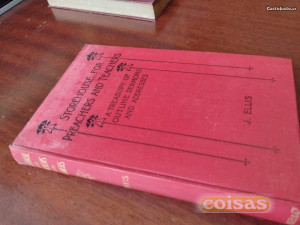 STOREHOUSE FOR
PREACHERS AND TEACHERS
A TREASURY OF
OUTLINE SERMONS
AND ADDRESSES
J. ELLIS
coisas